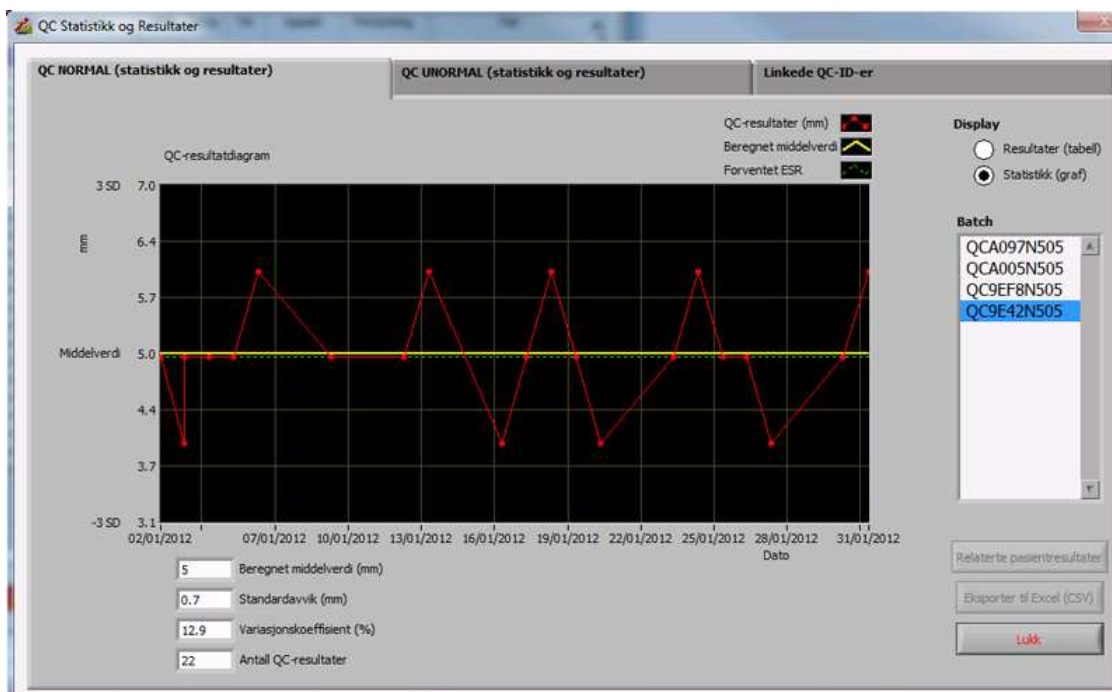 QC Statistikk og Resultater
QC NORMAL (statistikk og resultater)
QC UNORMAL (statistikk og resultater)
Linkede QC-ID-er
QC-resultater (mm)
Beregnet middelverdi
Forventet ESR
QC-resultatdiagram
3 SD
7.0
mm
6.4
5.7
Middelverdi
5.0
4.4
3.7
-3 SD
3.1
02/01/2012 07/01/2012 10/01/2012 13/01/2012 16/01/2012 19/01/2012 22/01/2012 25/01/2012 28/01/2012 31/01/2012
Dato
5 Beregnet middelverdi (mm)
0.7 Standardavvik (mm)
12.9 Variasjonskoeffisient (%)
22 Antall QC-resultater
Display
Resultater (tabell)
Statistikk (graf)
Batch
QCA097N505
QCA005N505
QC9EF8N505
QC9E42N505
Relaterte pasientresultater
Eksporter til Excel (CSV)
Lukk